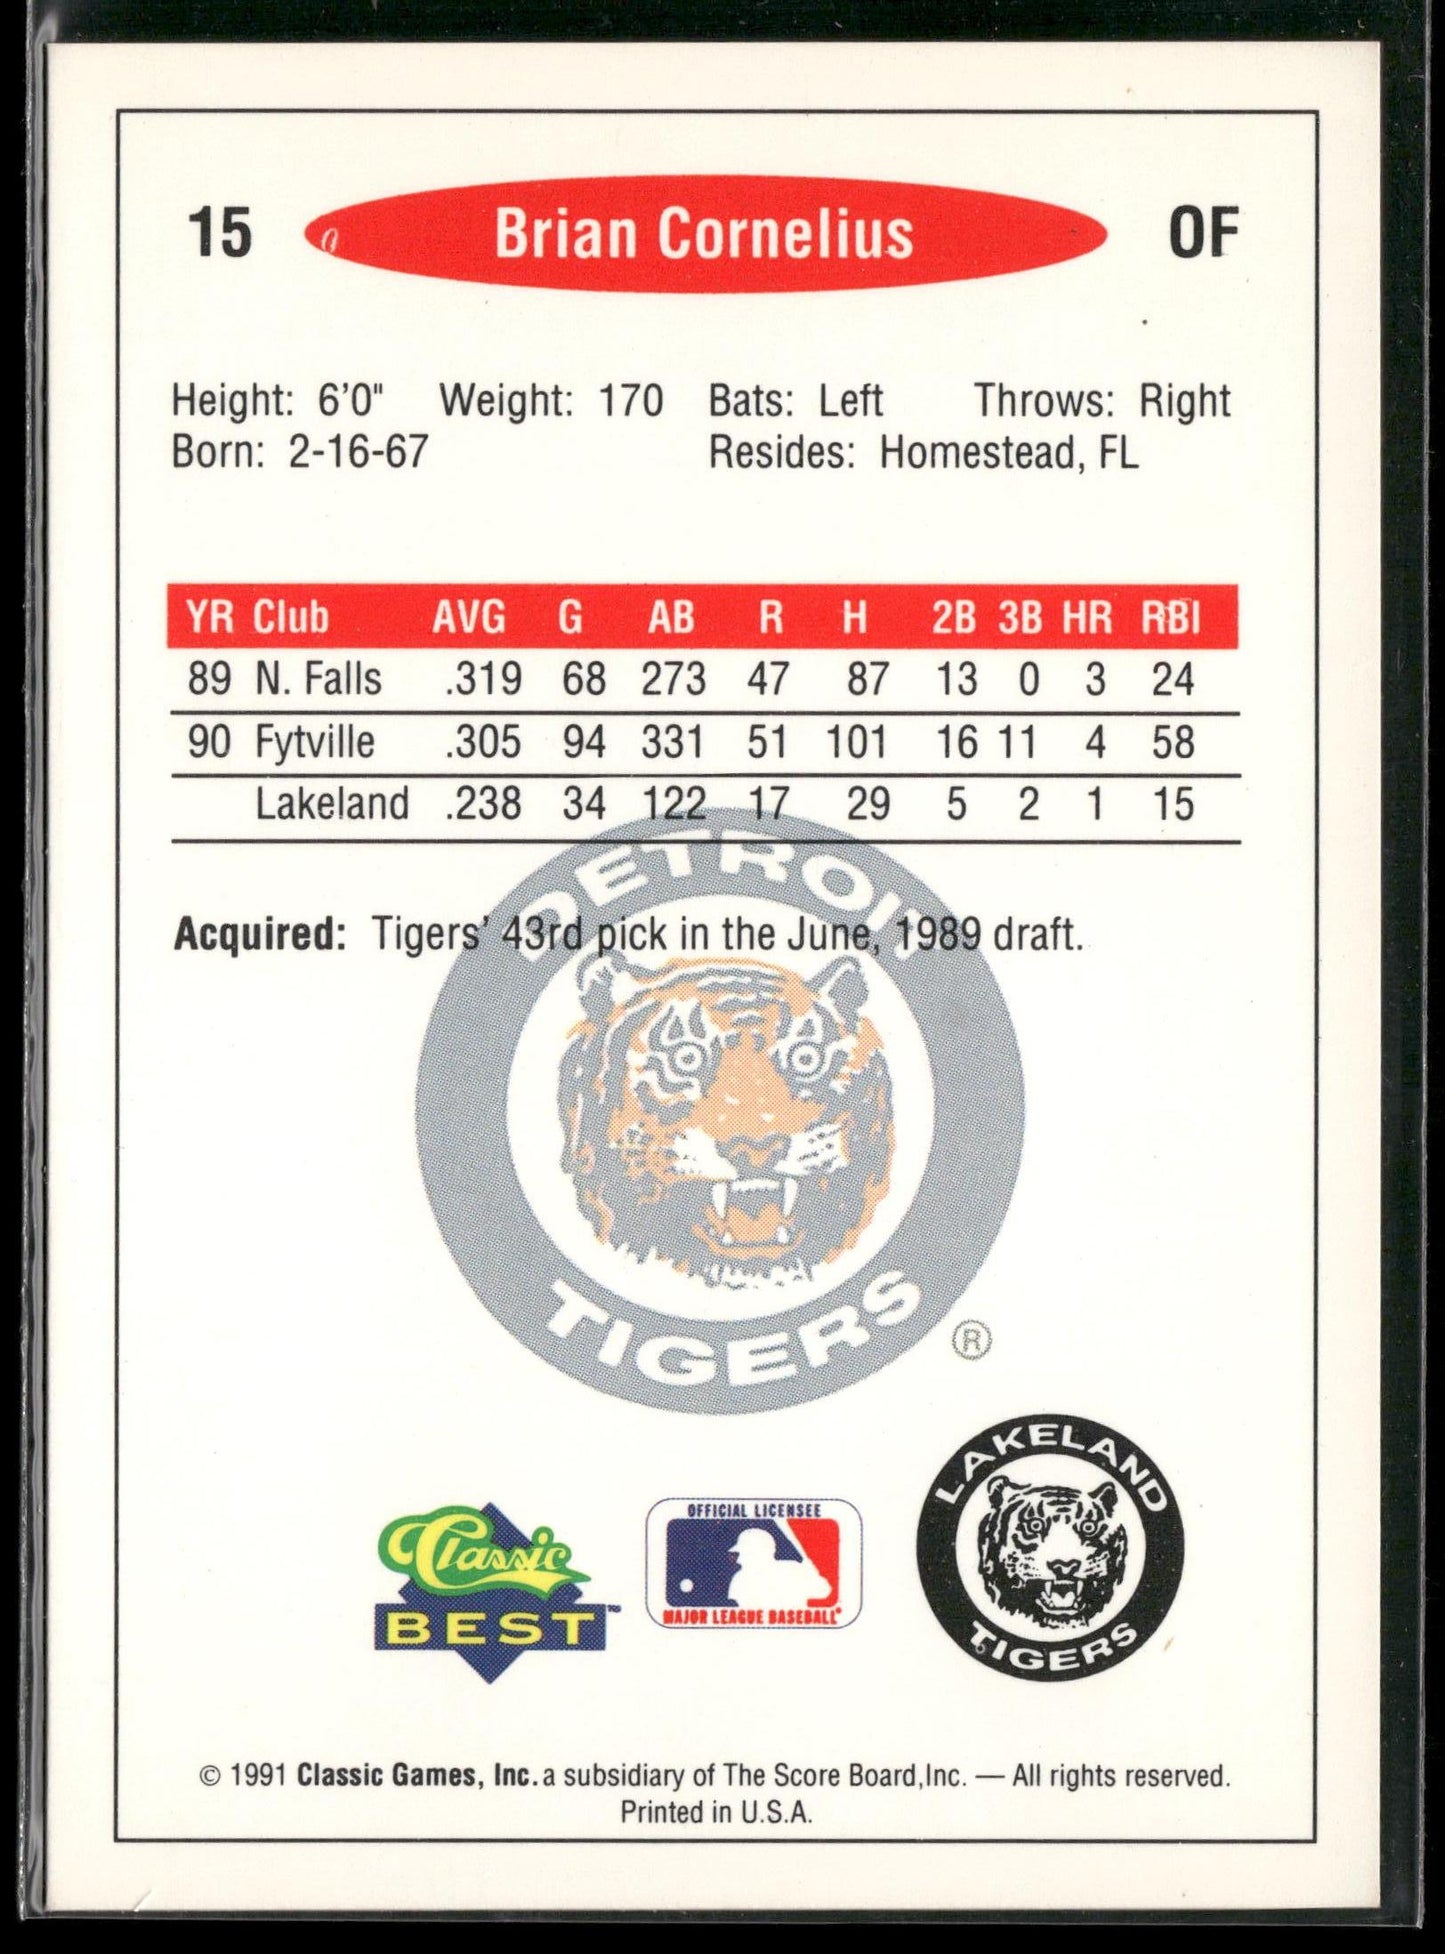 15 Brian Cornelius OF
Height: 6'0" Weight: 170 Bats: Left Throws: Right
Born: 2-16-67 Resides: Homestead, FL
YR Club AVG G AB R H 2B 3B HR RBI
89 N. Falls .319 68 273 47 87 13 0 3 24
90 Fytville .305 94 331 51 101 16 11 4 58
Lakeland .238 34 122 17 29 5 2 1 15
DETROIT
Acquired: Tigers' 43rd pick in the June, 1989 draft.
TIGERS
®
LAKELAND
TIGERS
Classic
BEST™
OFFICIAL LICENSEE
MAJOR LEAGUE BASEBALL®
© 1991 Classic Games, Inc. a subsidiary of The Score Board,Inc. — All rights reserved.
Printed in U.S.A.